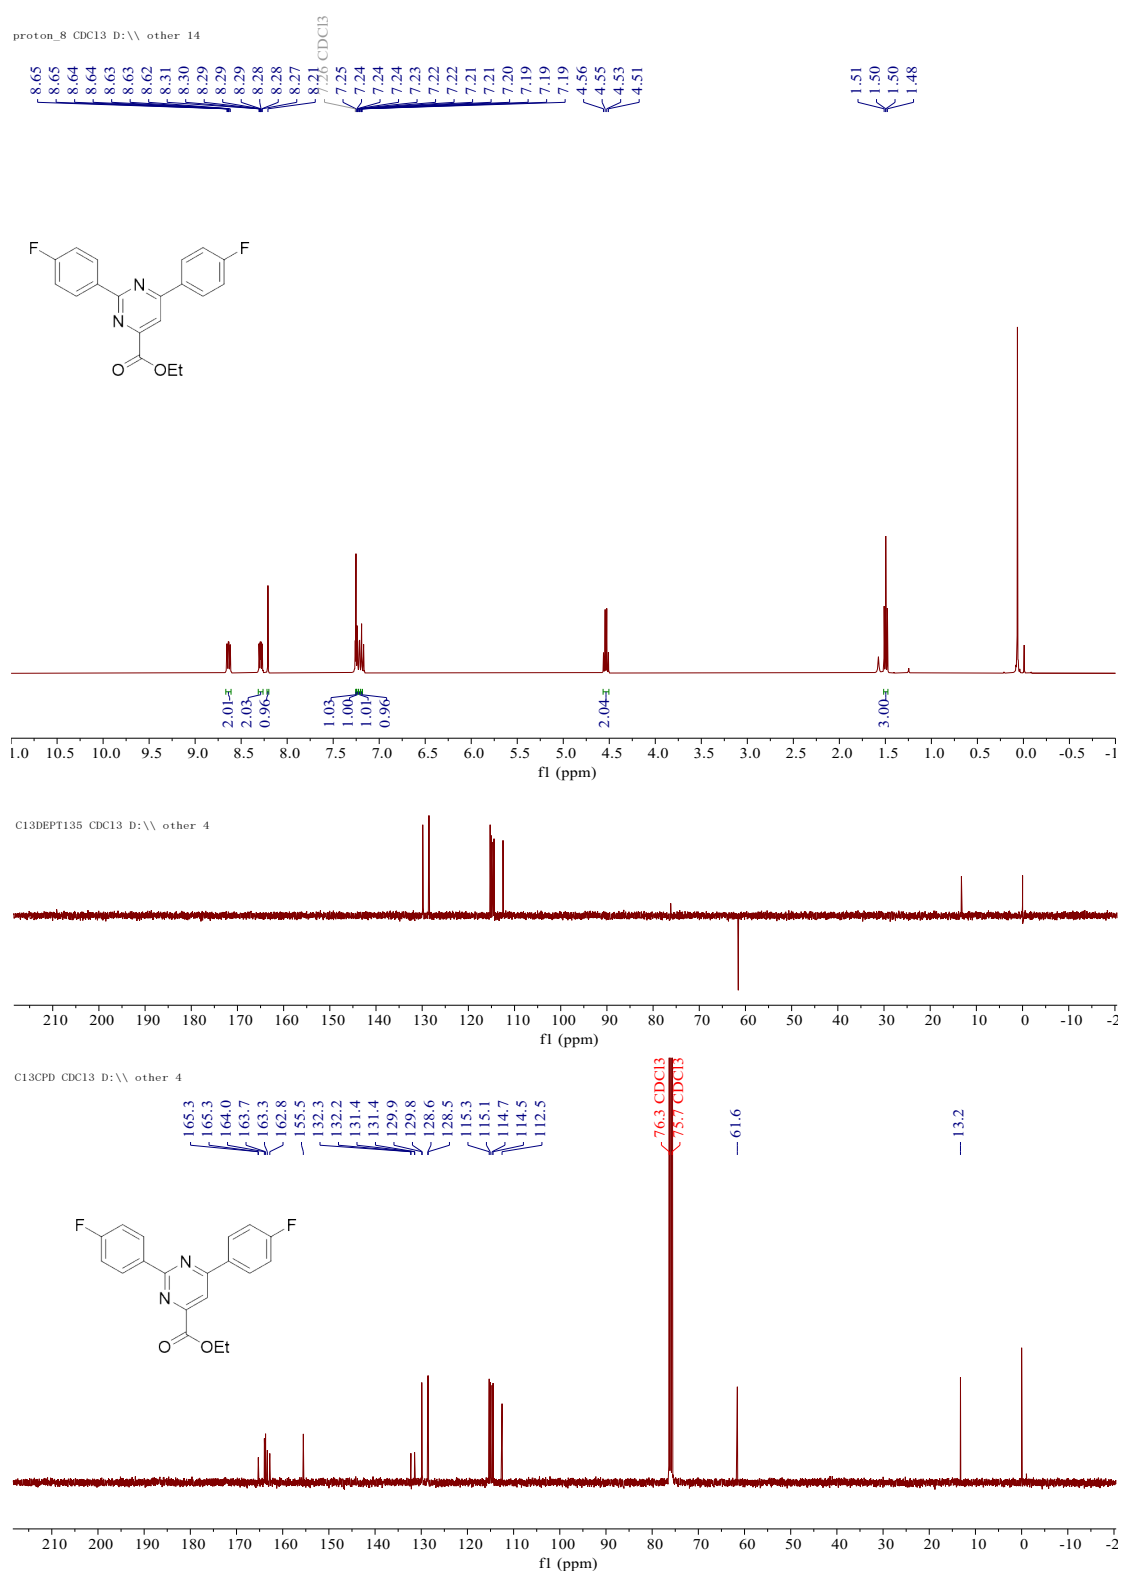 proton_8 CDCl3 D:\\ other 14
8.65 8.65 8.64 8.64 8.63 8.63 8.62 8.31 8.30 8.29 8.29 8.29 8.28 8.28 8.27 8.21 7.26 CDCl3 7.25 7.24 7.24 7.24 7.23 7.22 7.22 7.21 7.21 7.20 7.19 7.19 7.19 4.56 4.55 4.53 4.51 1.51 1.50 1.50 1.48
F F
N
N
O OEt
2.01 2.03 0.96 1.03 1.00 1.01 0.96 2.04 3.00
1.0 10.5 10.0 9.5 9.0 8.5 8.0 7.5 7.0 6.5 6.0 5.5 5.0 4.5 4.0 3.5 3.0 2.5 2.0 1.5 1.0 0.5 0.0 -0.5 -1
f1 (ppm)
C13DEPT135 CDCl3 D:\\ other 4
210 200 190 180 170 160 150 140 130 120 110 100 90 80 70 60 50 40 30 20 10 0 -10 -2
f1 (ppm)
C13CPD CDCl3 D:\\ other 4
165.3 165.3 164.0 163.7 163.3 162.8 155.5 132.3 132.2 131.4 131.4 129.9 129.8 128.6 128.5 115.3 115.1 114.7 114.5 112.5 76.3 CDCl3 75.7 CDCl3 61.6 13.2
F F
N
N
O OEt
210 200 190 180 170 160 150 140 130 120 110 100 90 80 70 60 50 40 30 20 10 0 -10 -2
f1 (ppm)